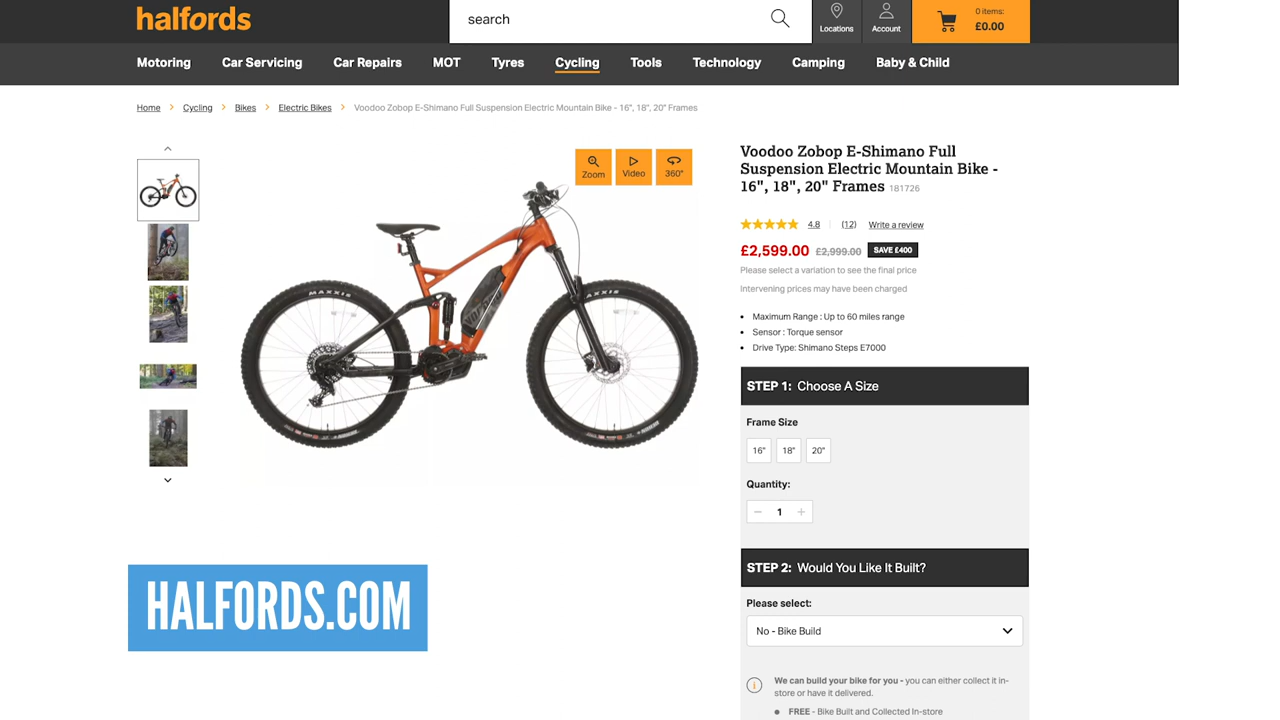 halfords
search
Locations
Account
0 items:
£0.00
Motoring
Car Servicing
Car Repairs
MOT
Tyres
Cycling
Tools
Technology
Camping
Baby & Child
Home
Cycling
Bikes
Electric Bikes
Voodoo Zobop E-Shimano Full Suspension Electric Mountain Bike - 16", 18", 20" Frames
Zoom
Video
360°
MAXXIS
MAXXIS
Voodoo Zobop E-Shimano Full
Suspension Electric Mountain Bike -
16", 18", 20" Frames 181726
4.8 (12) Write a review
£2,599.00 £2,999.00 SAVE £400
Please select a variation to see the final price
Intervening prices may have been charged
Maximum Range : Up to 60 miles range
Sensor : Torque sensor
Drive Type: Shimano Steps E7000
STEP 1: Choose A Size
Frame Size
16" 18" 20"
Quantity:
− 1 +
STEP 2: Would You Like It Built?
Please select:
No - Bike Build
We can build your bike for you - you can either collect it in-
store or have it delivered.
FREE - Bike Built and Collected In-store
HALFORDS.COM